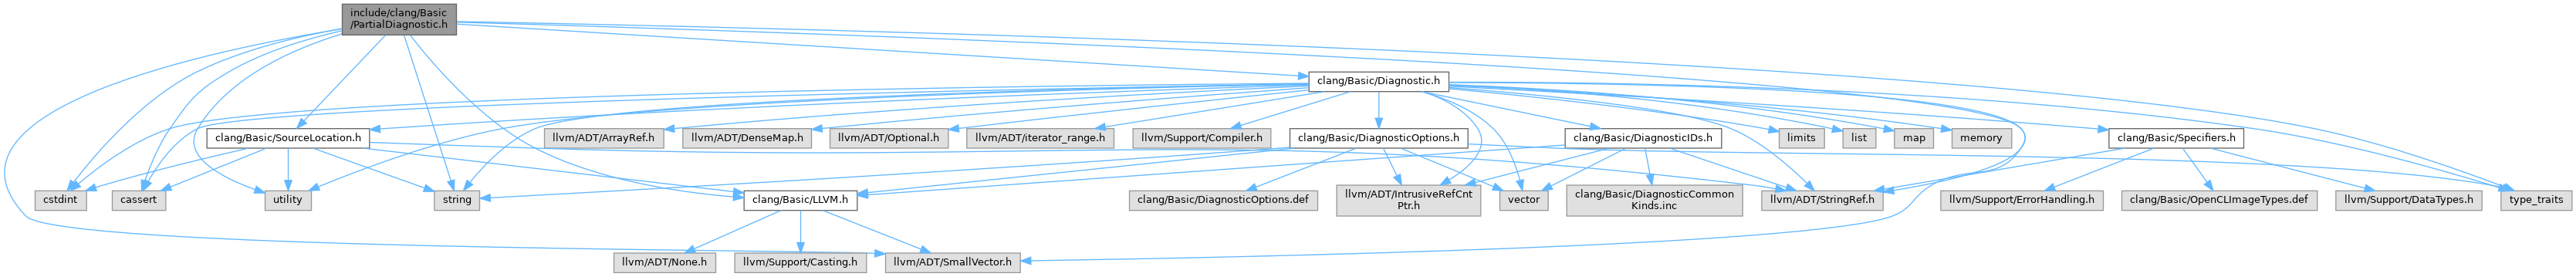 include/clang/Basic
/PartialDiagnostic.h
clang/Basic/Diagnostic.h
clang/Basic/SourceLocation.h
llvm/ADT/ArrayRef.h
llvm/ADT/DenseMap.h
llvm/ADT/Optional.h
llvm/ADT/iterator_range.h
llvm/Support/Compiler.h
clang/Basic/DiagnosticOptions.h
clang/Basic/DiagnosticIDs.h
limits
list
map
memory
clang/Basic/Specifiers.h
cstdint
cassert
utility
string
clang/Basic/LLVM.h
clang/Basic/DiagnosticOptions.def
llvm/ADT/IntrusiveRefCnt
Ptr.h
vector
clang/Basic/DiagnosticCommon
Kinds.inc
llvm/ADT/StringRef.h
llvm/Support/ErrorHandling.h
clang/Basic/OpenCLImageTypes.def
llvm/Support/DataTypes.h
type_traits
llvm/ADT/None.h
llvm/Support/Casting.h
llvm/ADT/SmallVector.h